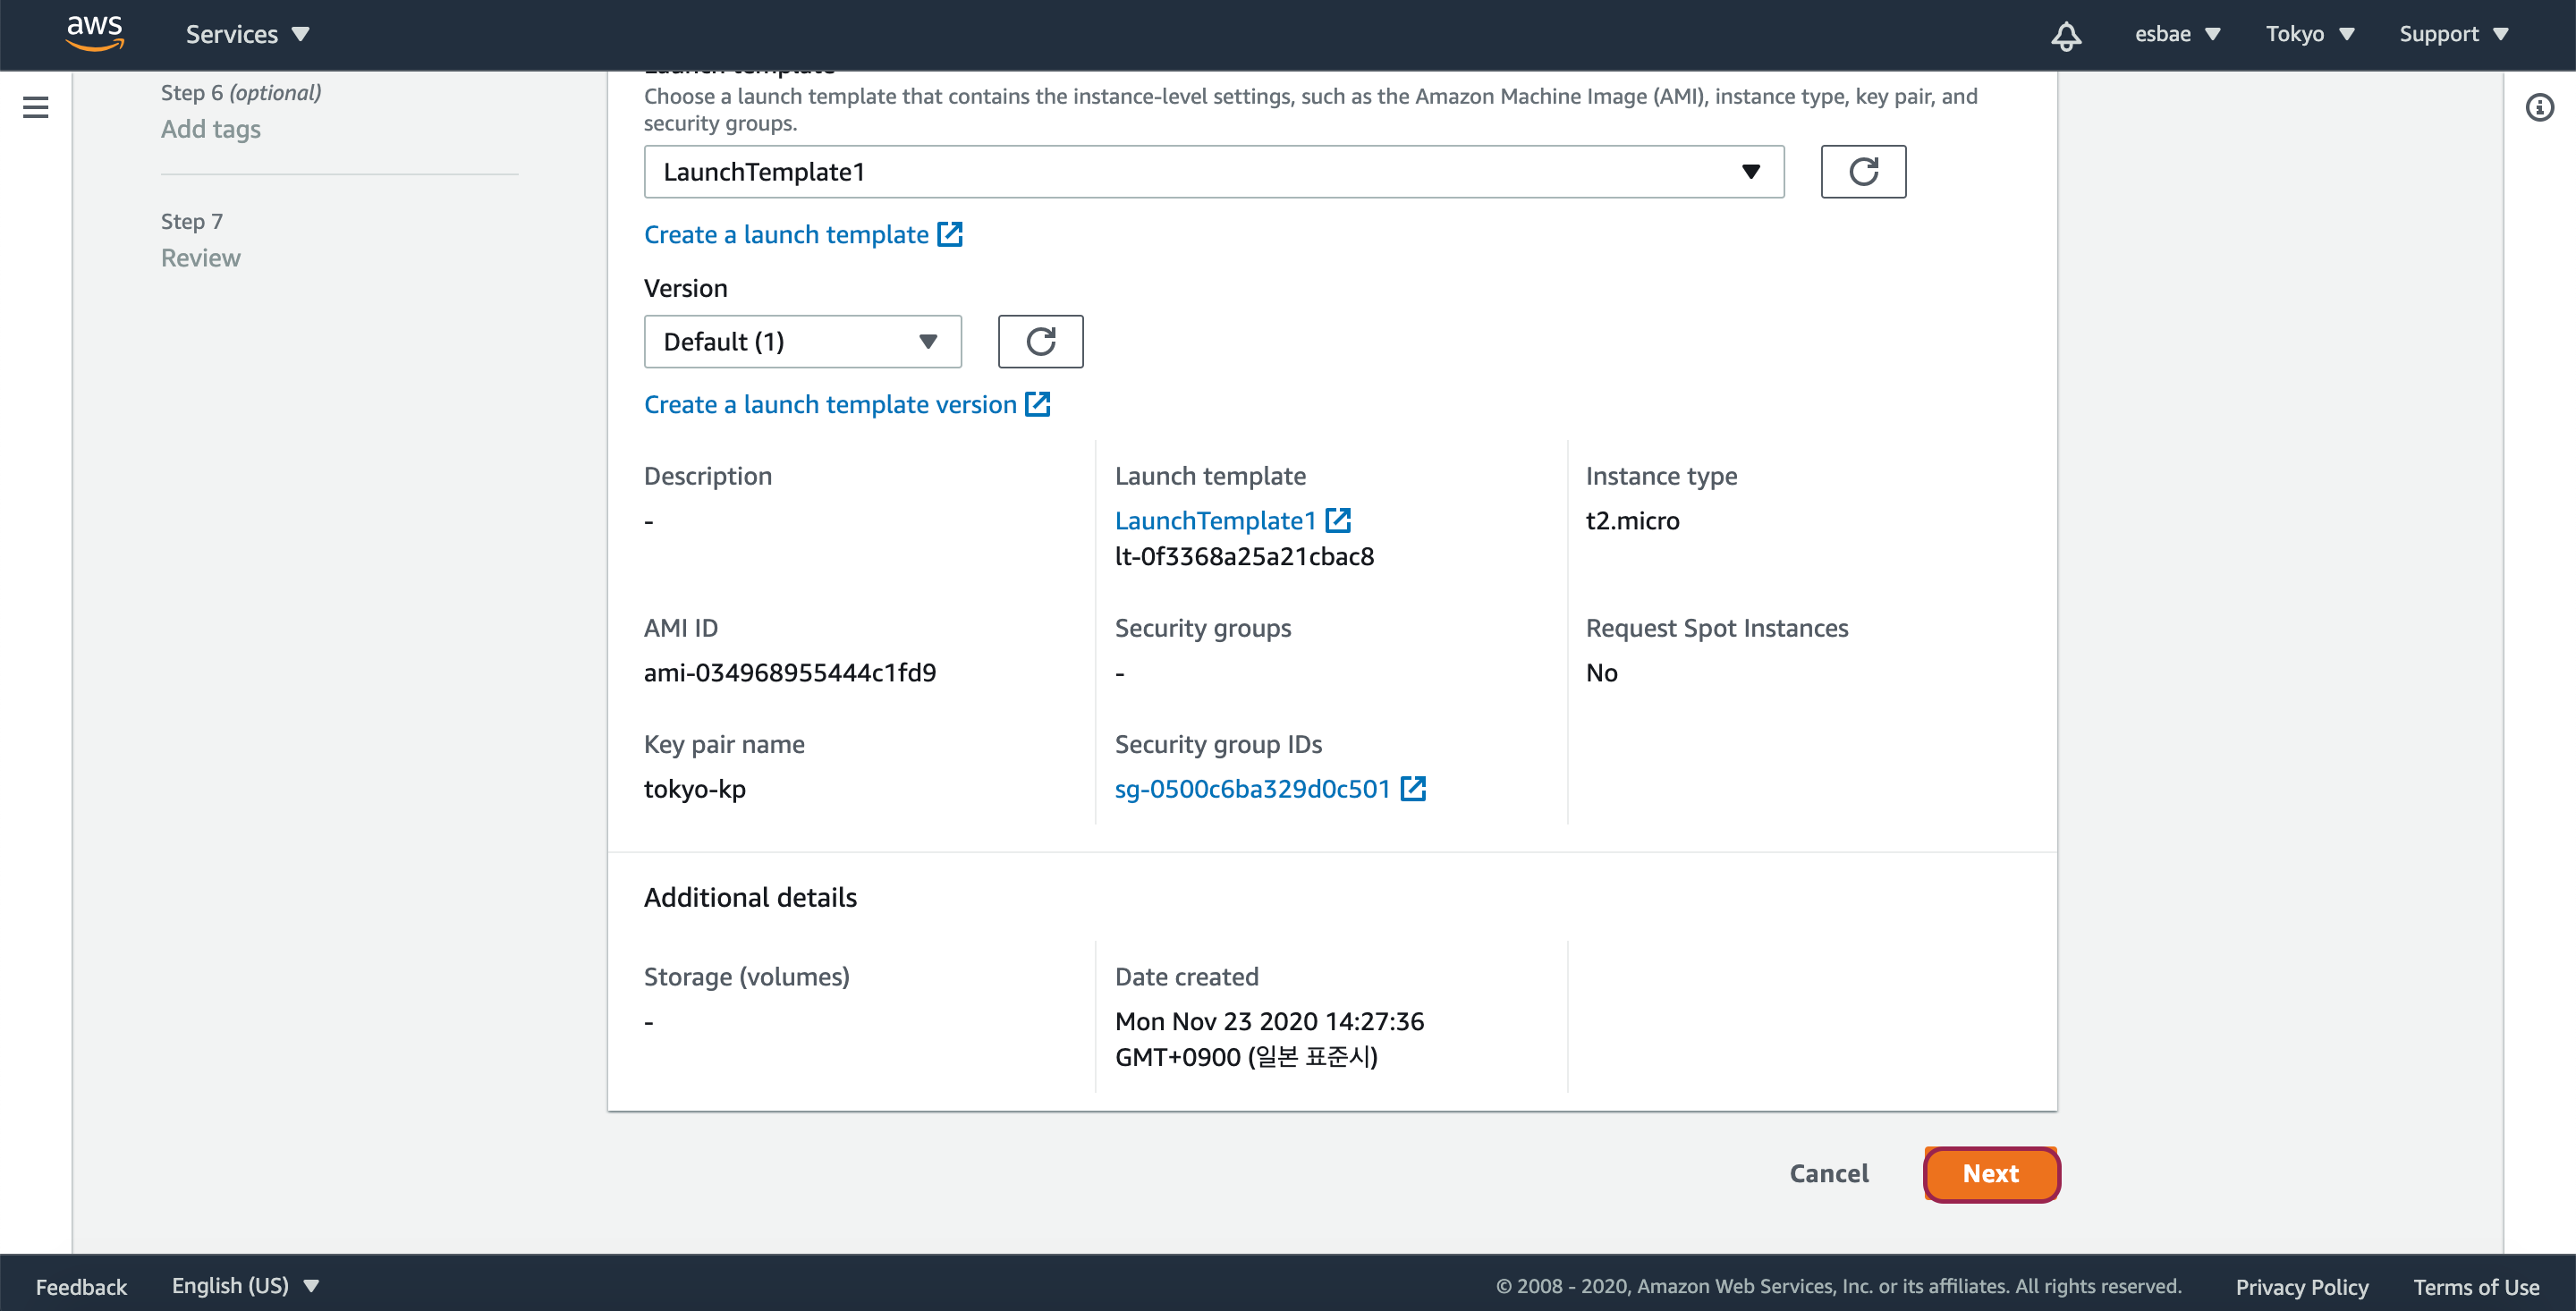 aws
Services
esbae
Tokyo
Support
Step 6 (optional)
Add tags
Step 7
Review
Launch template
Choose a launch template that contains the instance-level settings, such as the Amazon Machine Image (AMI), instance type, key pair, and
security groups.
LaunchTemplate1
Create a launch template
Version
Default (1)
Create a launch template version
Description
-
Launch template
LaunchTemplate1
lt-0f3368a25a21cbac8
Instance type
t2.micro
AMI ID
ami-034968955444c1fd9
Security groups
-
Request Spot Instances
No
Key pair name
tokyo-kp
Security group IDs
sg-0500c6ba329d0c501
Additional details
Storage (volumes)
-
Date created
Mon Nov 23 2020 14:27:36
GMT+0900 (일본 표준시)
Cancel
Next
Feedback
English (US)
© 2008 - 2020, Amazon Web Services, Inc. or its affiliates. All rights reserved.
Privacy Policy
Terms of Use